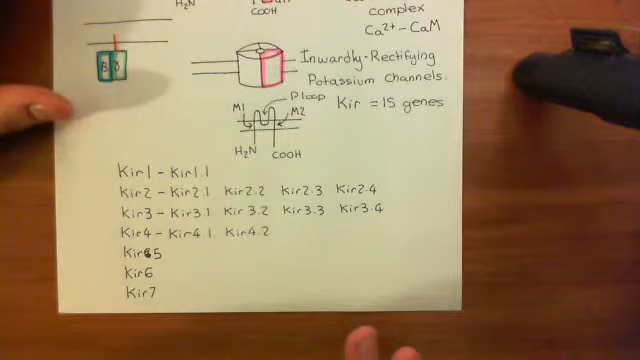 H₂N
COOH
complex
Ca²⁺-CaM
β γ
Inwardly-Rectifying
Potassium Channels.
P loop
Kir = 15 genes
M1
M2
H₂N
COOH
Kir1 - Kir1.1
Kir2 - Kir2.1 Kir2.2 Kir2.3 Kir2.4
Kir3 - Kir3.1 Kir3.2 Kir3.3 Kir3.4
Kir4 - Kir4.1 Kir4.2
Kir5
Kir6
Kir7